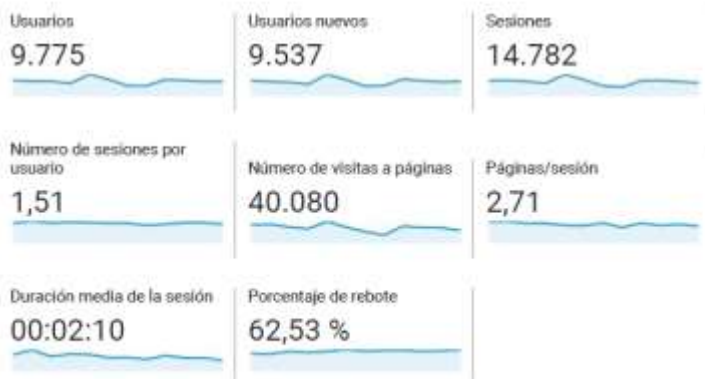 Usuarios
9.775
Usuarios nuevos
9.537
Sesiones
14.782
Número de sesiones por
usuario
1,51
Número de visitas a páginas
40.080
Páginas/sesión
2,71
Duración media de la sesión
00:02:10
Porcentaje de rebote
62,53 %